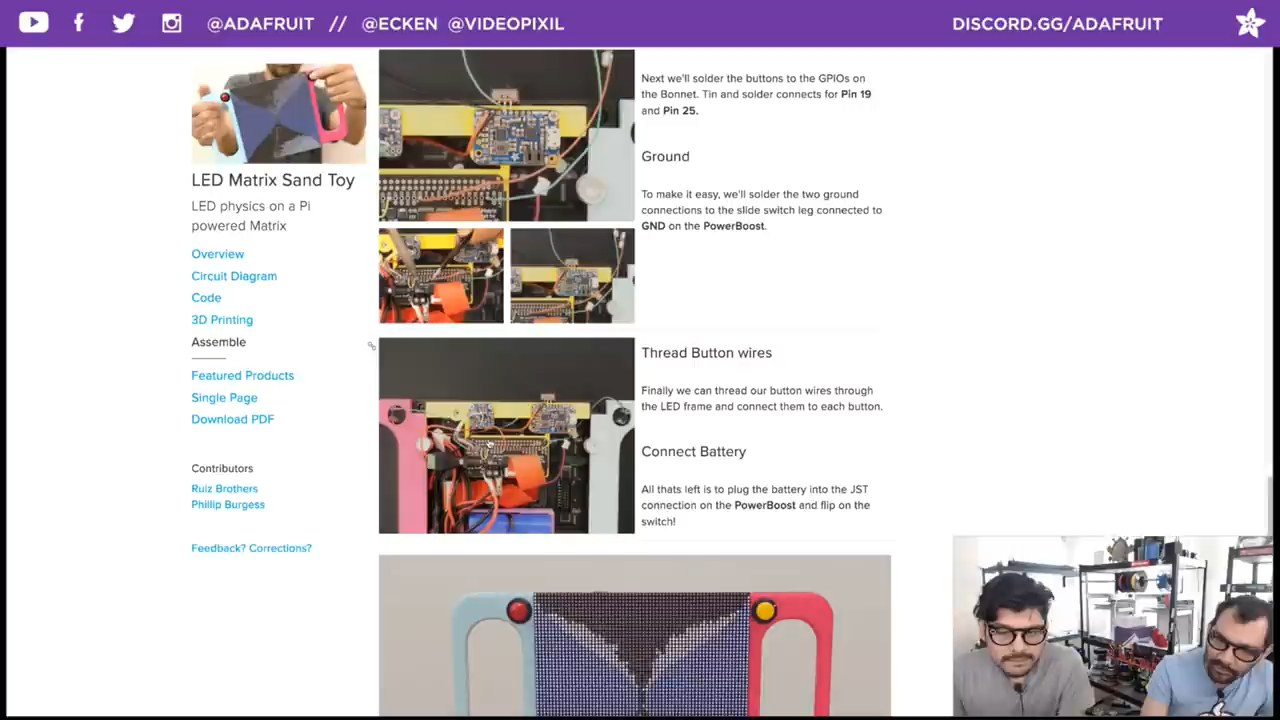 @ADAFRUIT // @ECKEN @VIDEOPIXIL
DISCORD.GG/ADAFRUIT
LED Matrix Sand Toy
LED physics on a Pi
powered Matrix
Overview
Circuit Diagram
Code
3D Printing
Assemble
Featured Products
Single Page
Download PDF
Contributors
Ruiz Brothers
Phillip Burgess
Feedback? Corrections?
Next we'll solder the buttons to the GPIOs on
the Bonnet. Tin and solder connects for Pin 19
and Pin 25.
Ground
To make it easy, we'll solder the two ground
connections to the slide switch leg connected to
GND on the PowerBoost.
Thread Button wires
Finally we can thread our button wires through
the LED frame and connect them to each button.
Connect Battery
All thats left is to plug the battery into the JST
connection on the PowerBoost and flip on the
switch!